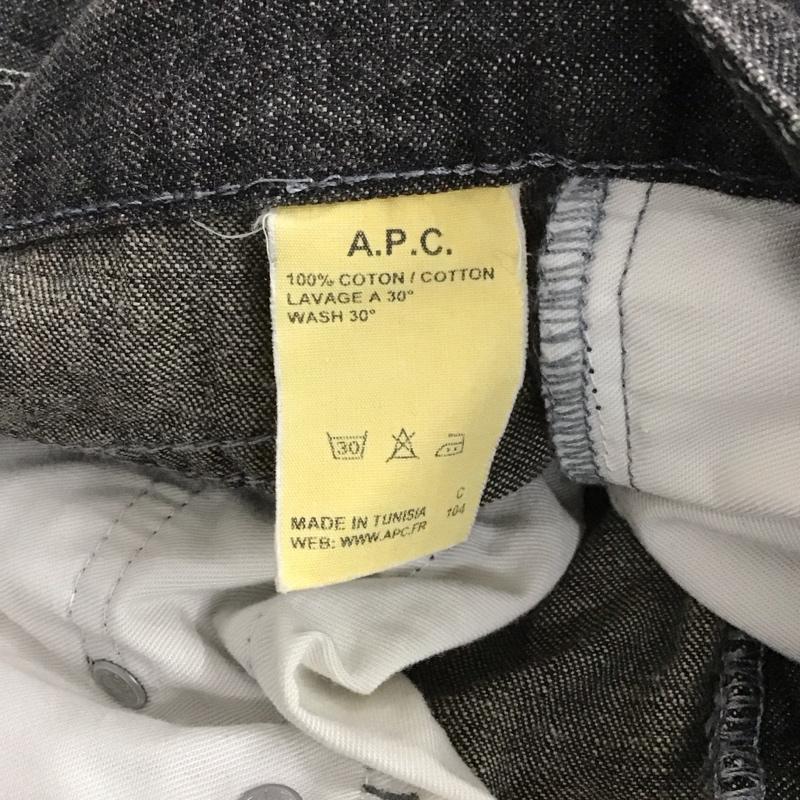 A.P.C.
100% COTON / COTTON
LAVAGE A 30°
WASH 30°
30
C
MADE IN TUNISIA 104
WEB: WWW.APC.FR